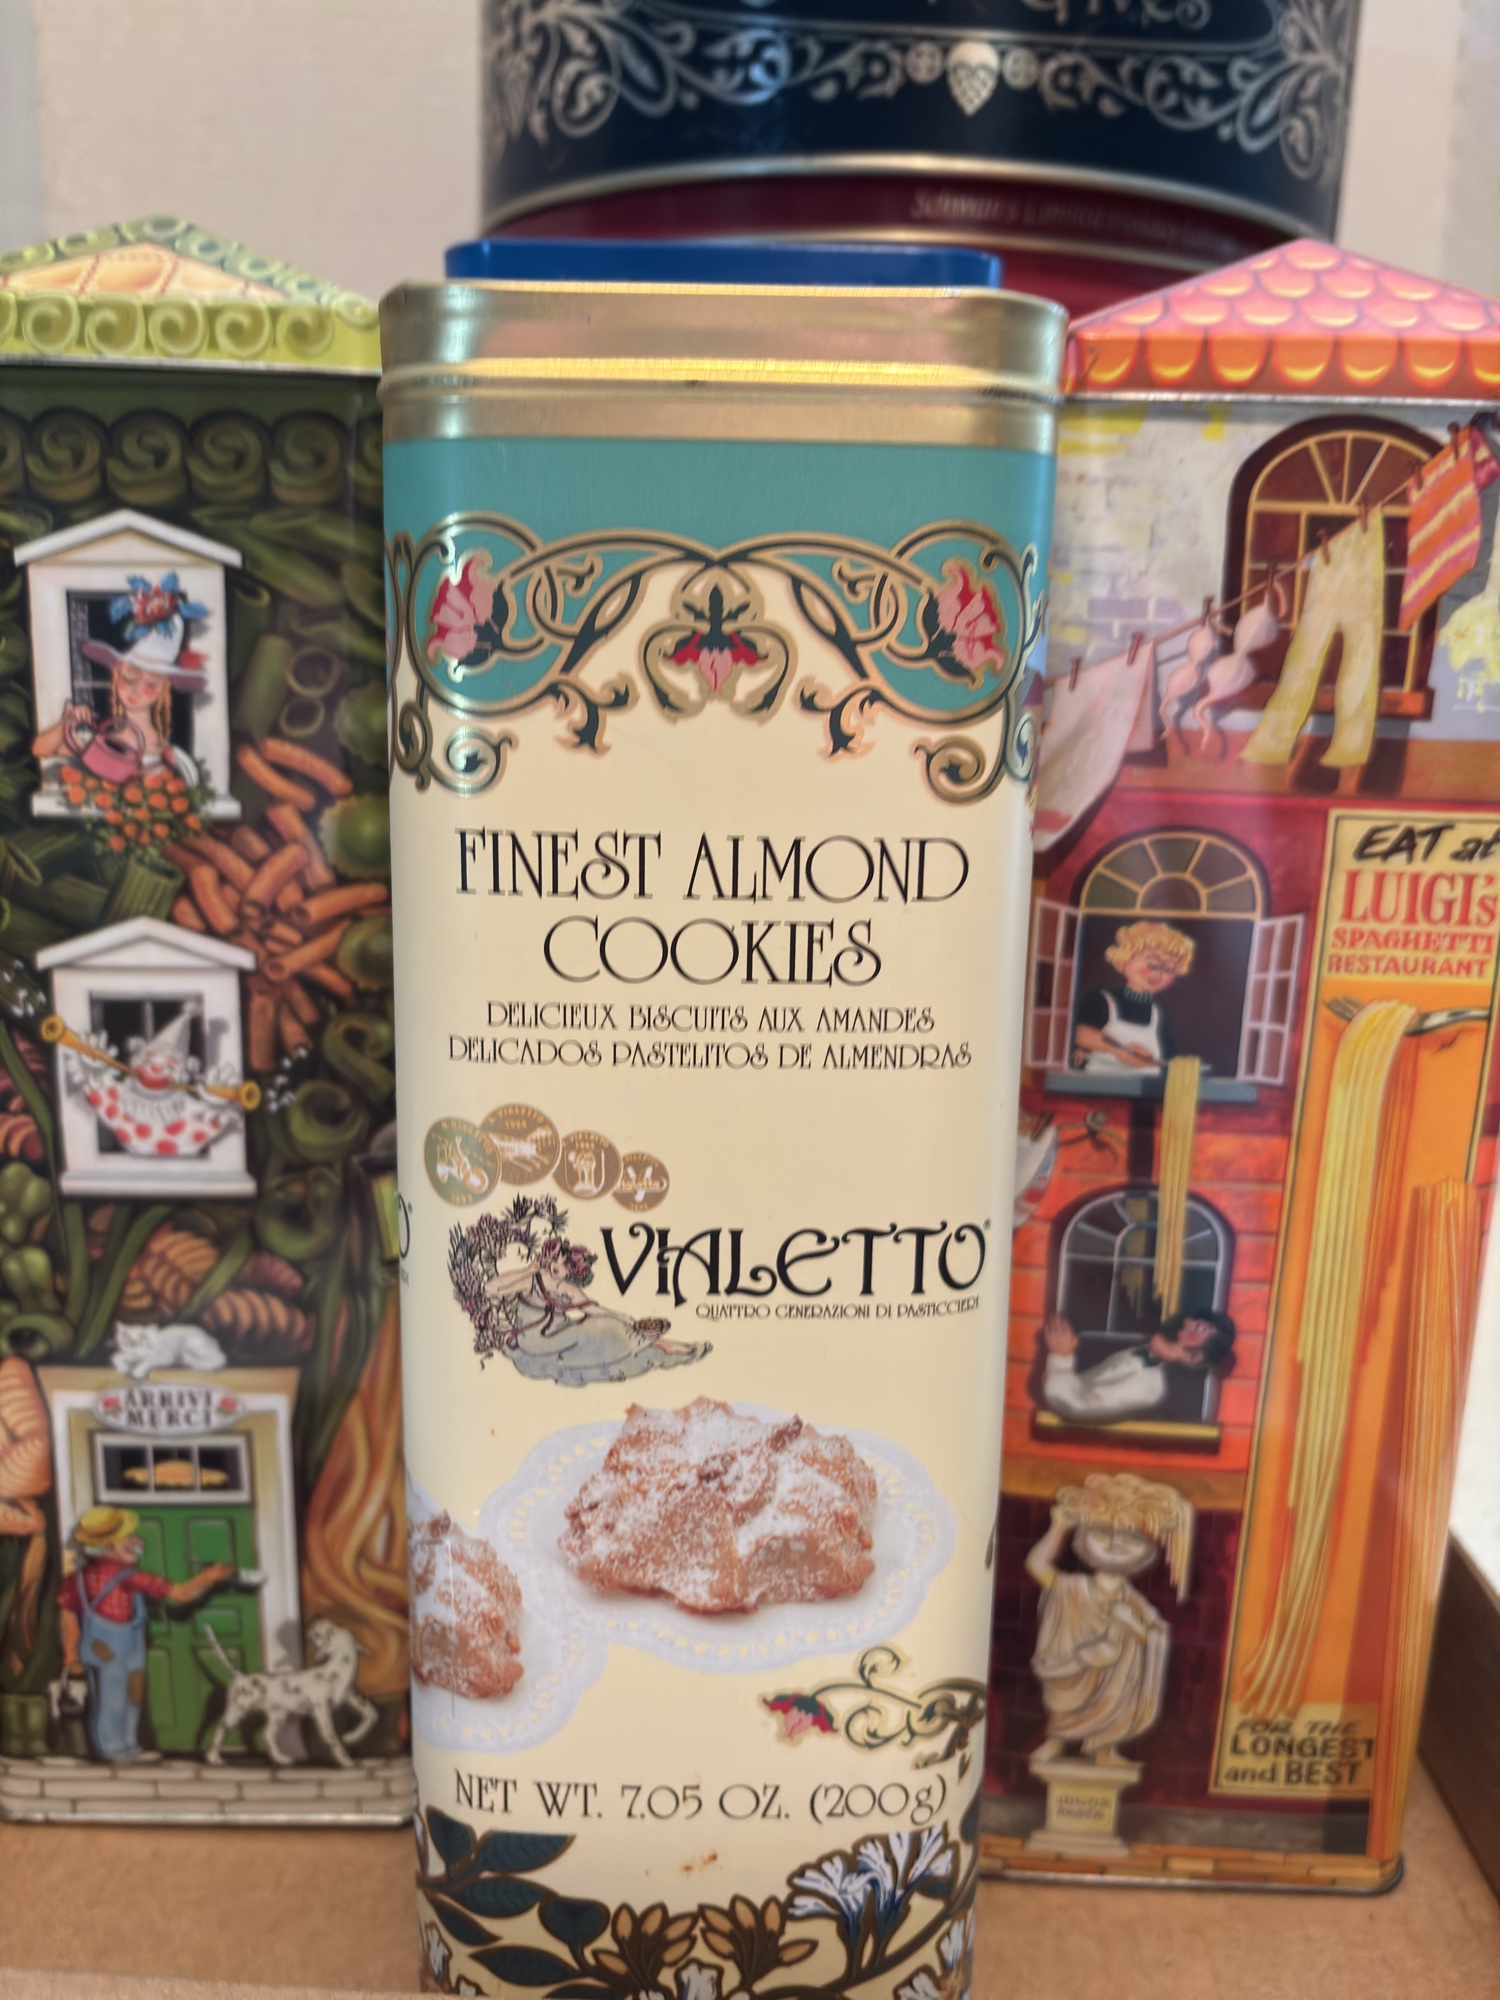 FINEST ALMOND
COOKIES
DELICIEUX BISCUITS AUX AMANDES
DELICADOS PASTELITOS DE ALMENDRAS
VIALETTO®
QUATTRO GENERAZIONI DI PASTICCIERI
NET WT. 7.05 OZ. (200g)
ARRIVI
MERCI
EAT at
LUIGI's
SPAGHETTI
RESTAURANT
FOR THE
LONGEST
and BEST